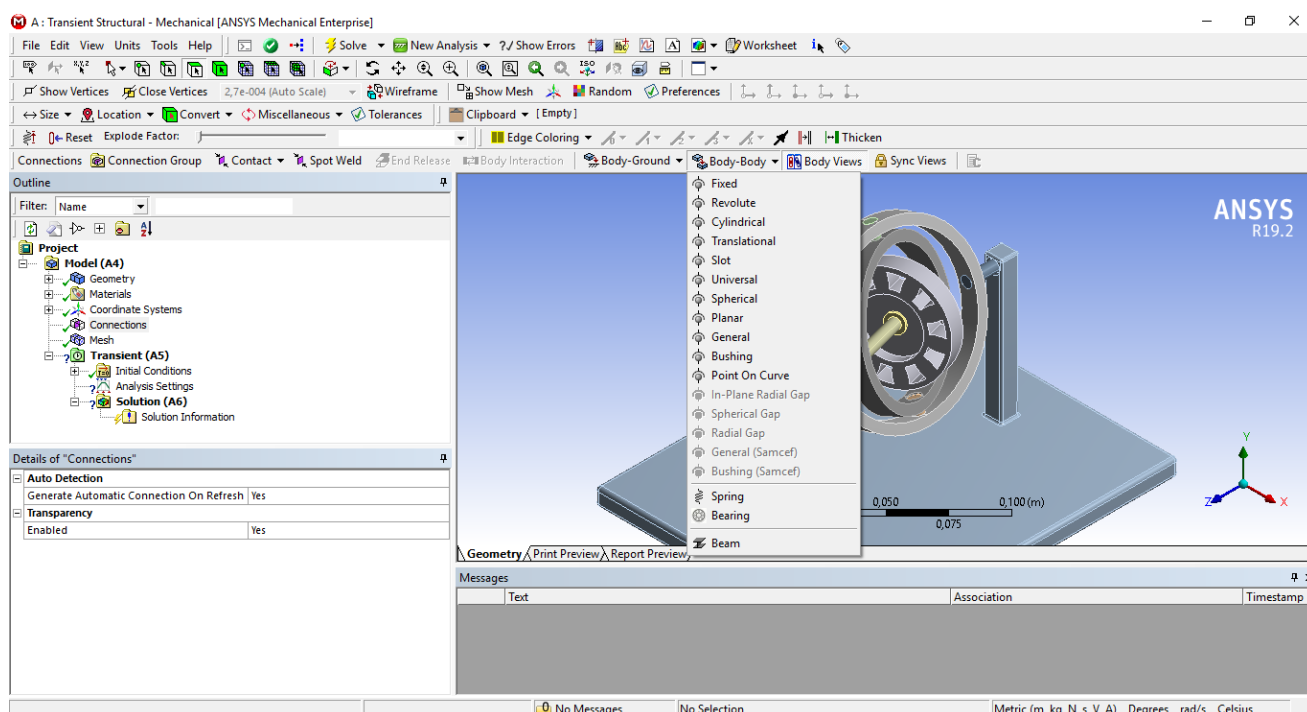 A : Transient Structural - Mechanical [ANSYS Mechanical Enterprise]
File Edit View Units Tools Help Solve New Analysis ?✓ Show Errors Worksheet
Show Vertices Close Vertices 2,7e-004 (Auto Scale) Wireframe Show Mesh Random Preferences
Size Location Convert Miscellaneous Tolerances Clipboard [Empty]
Reset Explode Factor: Edge Coloring Thicken
Connections Connection Group Contact Spot Weld End Release Body Interaction Body-Ground Body-Body Body Views Sync Views
Outline
Filter: Name
Project
Model (A4)
Geometry
Materials
Coordinate Systems
Connections
Mesh
Transient (A5)
Initial Conditions
Analysis Settings
Solution (A6)
Solution Information
Details of "Connections"
Auto Detection
Generate Automatic Connection On Refresh Yes
Transparency
Enabled Yes
Fixed
Revolute
Cylindrical
Translational
Slot
Universal
Spherical
Planar
General
Bushing
Point On Curve
In-Plane Radial Gap
Spherical Gap
Radial Gap
General (Samcef)
Bushing (Samcef)
Spring
Bearing
Beam
ANSYS
R19.2
Y
Z X
0,050 0,100 (m)
0,075
Geometry Print Preview Report Preview
Messages
Text Association Timestamp
No Messages No Selection Metric (m, kg, N, s, V, A) Degrees rad/s Celsius